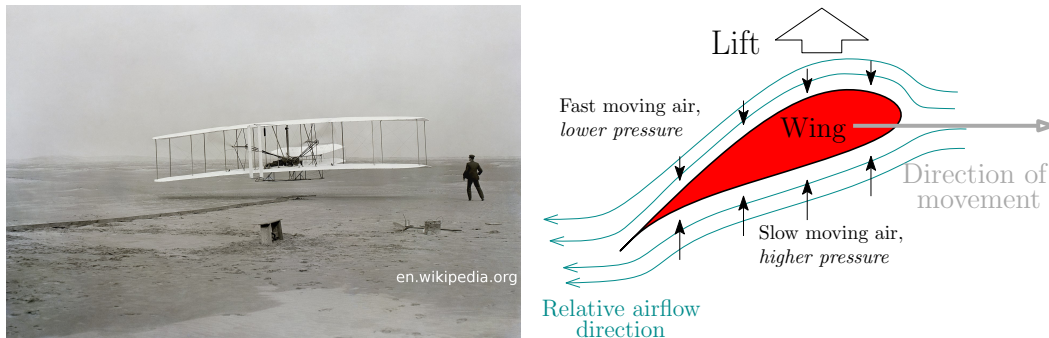 en.wikipedia.org
Lift
Fast moving air,
lower pressure
Wing
Direction of
movement
Slow moving air,
higher pressure
Relative airflow
direction